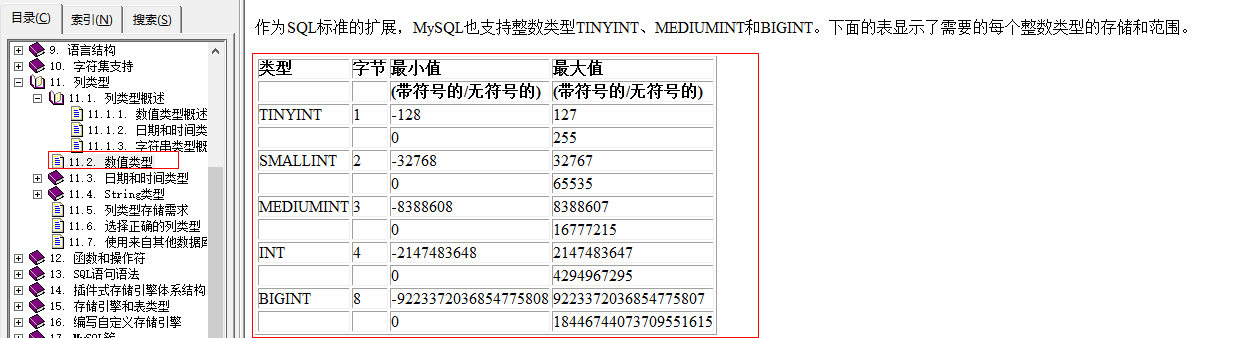 目录(C) 索引(N) 搜索(S)
9. 语言结构
10. 字符集支持
11. 列类型
11.1. 列类型概述
11.1.1. 数值类型概述
11.1.2. 日期和时间类
11.1.3. 字符串类型概
11.2. 数值类型
11.3. 日期和时间类型
11.4. String类型
11.5. 列类型存储需求
11.6. 选择正确的列类型
11.7. 使用来自其他数据库
12. 函数和操作符
13. SQL语句语法
14. 插件式存储引擎体系结构
15. 存储引擎和表类型
16. 编写自定义存储引擎
作为SQL标准的扩展，MySQL也支持整数类型TINYINT、MEDIUMINT和BIGINT。下面的表显示了需要的每个整数类型的存储和范围。
类型 字节 最小值 最大值
(带符号的/无符号的) (带符号的/无符号的)
TINYINT 1 -128 127
0 255
SMALLINT 2 -32768 32767
0 65535
MEDIUMINT 3 -8388608 8388607
0 16777215
INT 4 -2147483648 2147483647
0 4294967295
BIGINT 8 -9223372036854775808 9223372036854775807
0 18446744073709551615